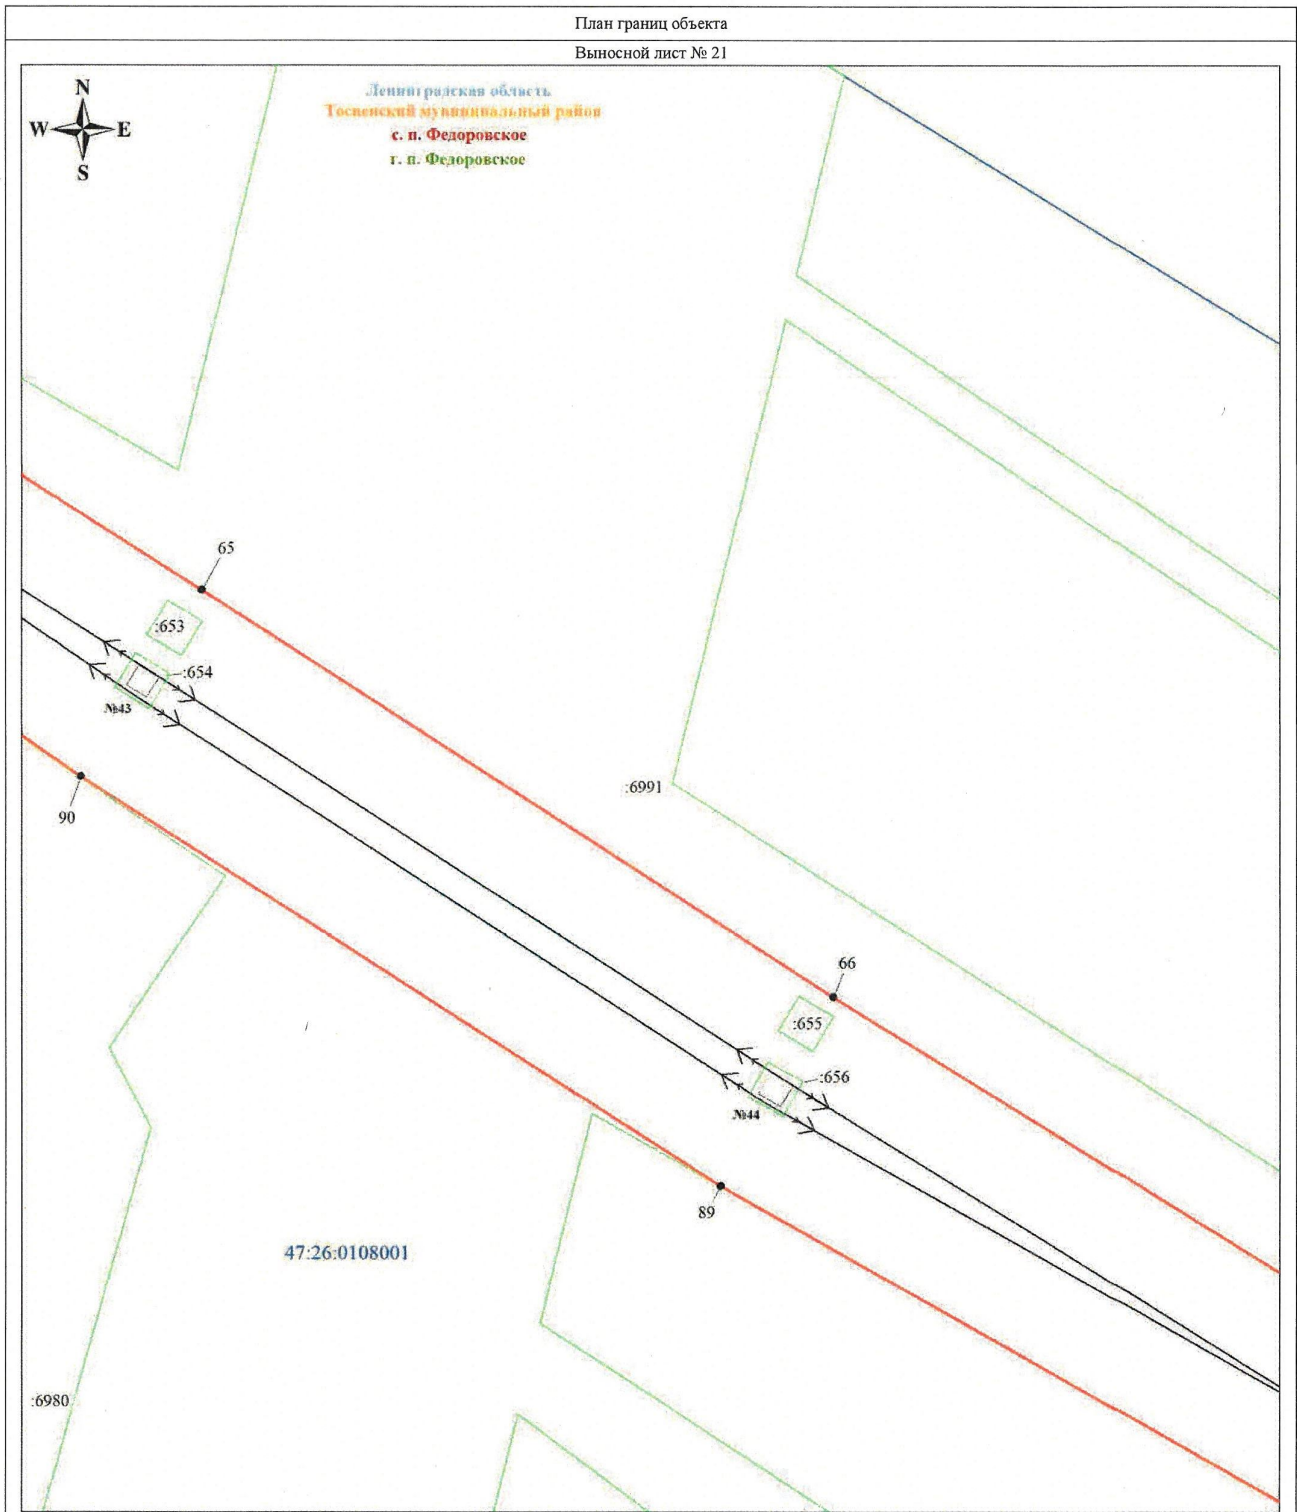 План границ объекта
Выносной лист № 21
N
W E
S
Ленинградская область
Тосненский муниципальный район
с. п. Федоровское
г. п. Федоровское
65
:653
:654
№43
90
:6991
66
:655
:656
№44
89
47:26:0108001
:6980